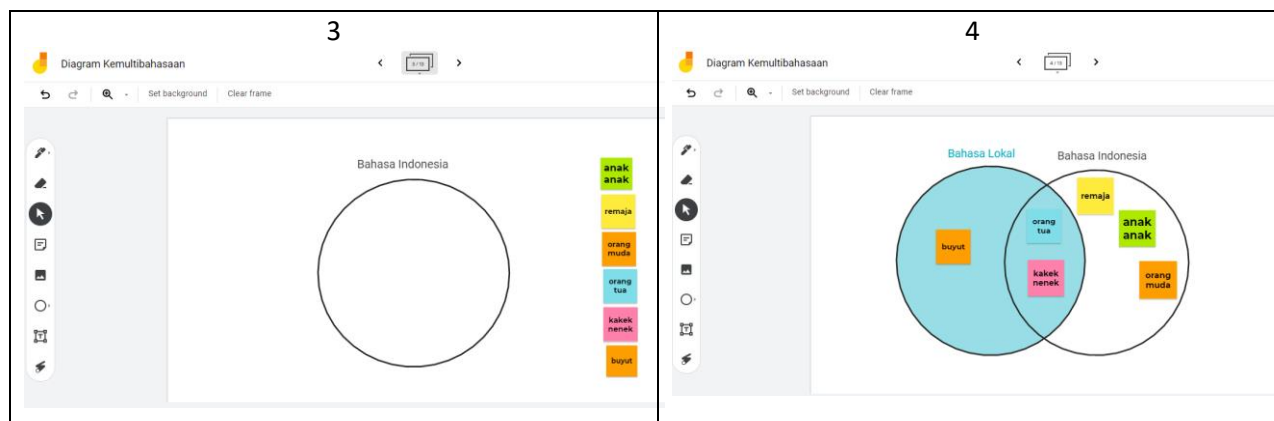 3
Diagram Kemultibahasaan
Set background Clear frame
Bahasa Indonesia
anak
anak
remaja
orang
muda
orang
tua
kakek
nenek
buyut
4
Diagram Kemultibahasaan
Set background Clear frame
Bahasa Lokal
Bahasa Indonesia
remaja
orang
tua
anak
anak
buyut
kakek
nenek
orang
muda